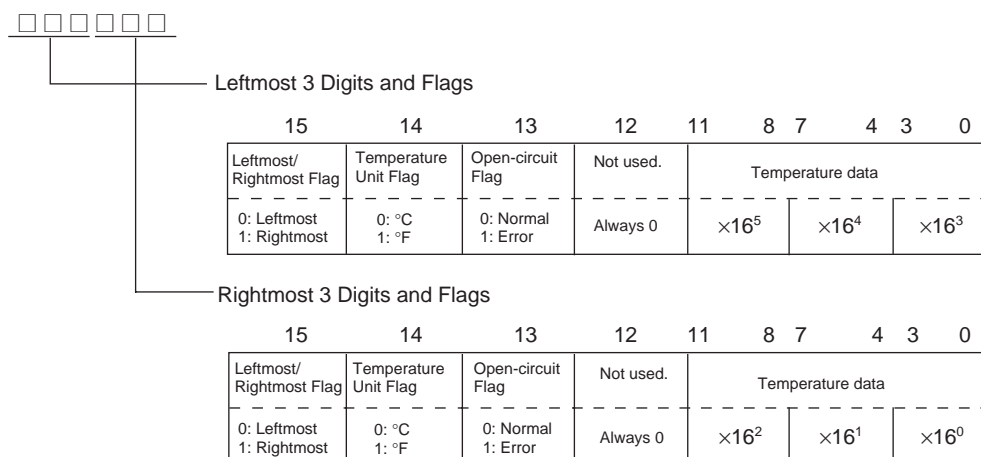 □ □ □ □ □ □
Leftmost 3 Digits and Flags
15 14 13 12 11 8 7 4 3 0
Leftmost/ Temperature Open-circuit Not used. Temperature data
Rightmost Flag Unit Flag Flag
0: Leftmost 0: °C 0: Normal Always 0 ×16⁵ ×16⁴ ×16³
1: Rightmost 1: °F 1: Error
Rightmost 3 Digits and Flags
15 14 13 12 11 8 7 4 3 0
Leftmost/ Temperature Open-circuit Not used. Temperature data
Rightmost Flag Unit Flag Flag
0: Leftmost 0: °C 0: Normal Always 0 ×16² ×16¹ ×16⁰
1: Rightmost 1: °F 1: Error